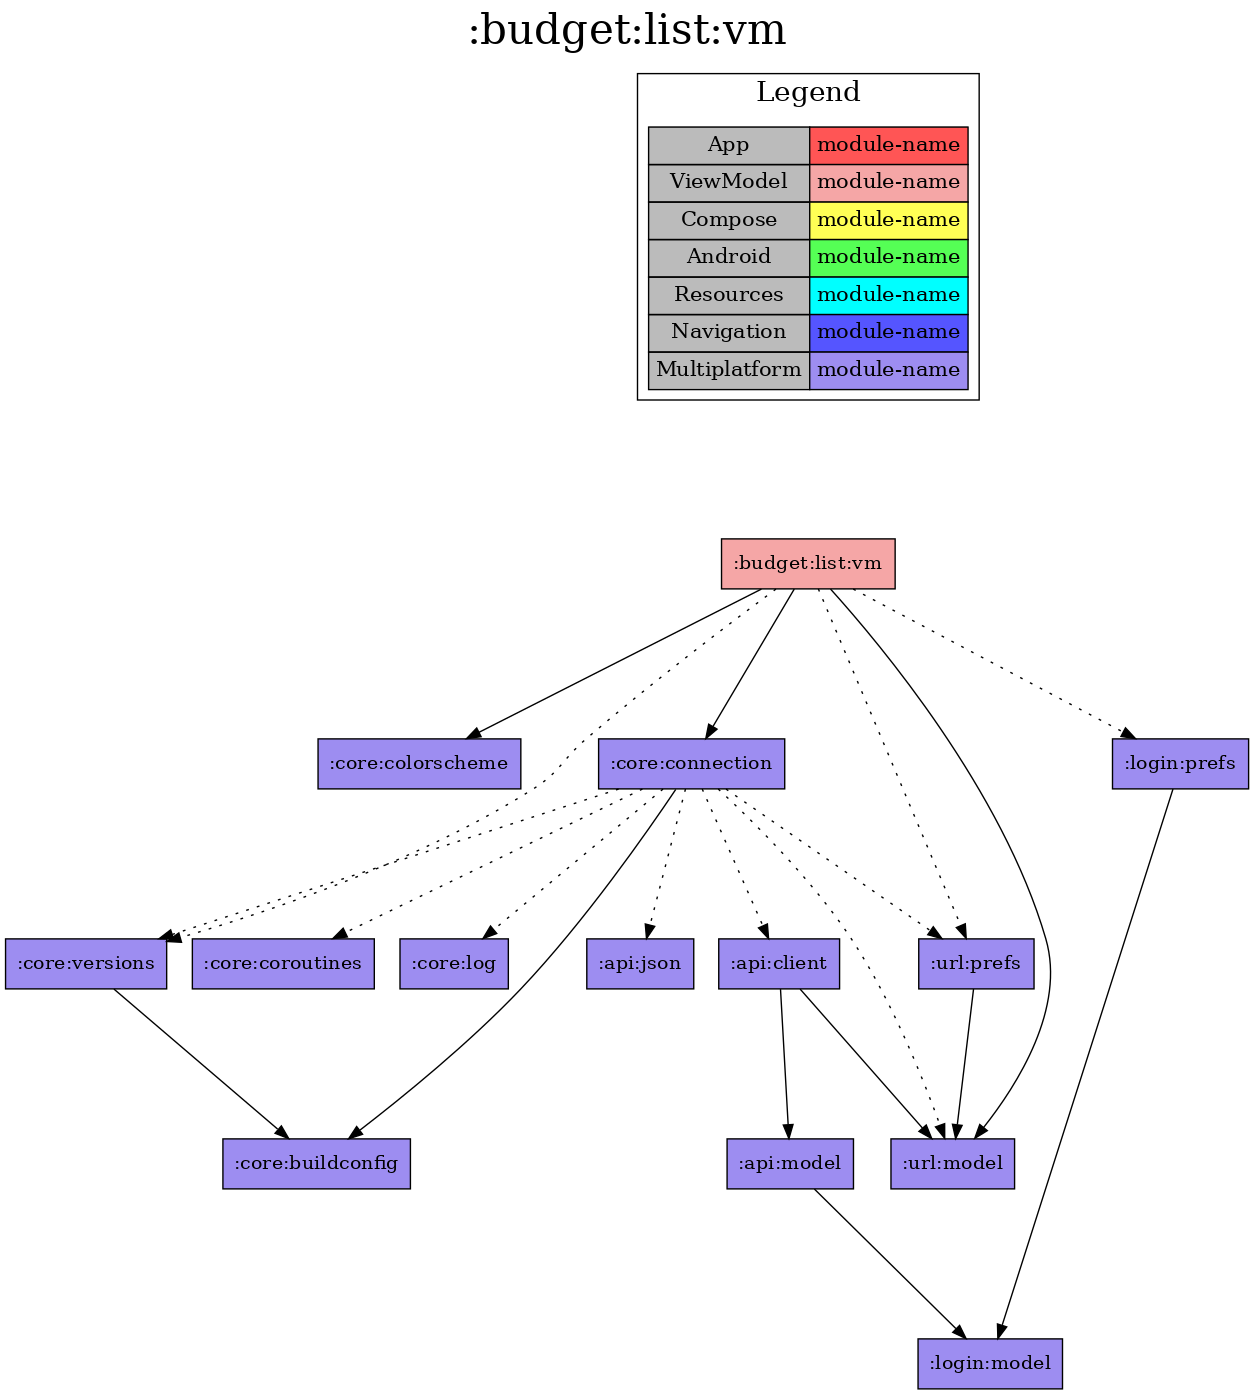 :budget:list:vm
Legend
App module-name
ViewModel module-name
Compose module-name
Android module-name
Resources module-name
Navigation module-name
Multiplatform module-name
:budget:list:vm
:core:colorscheme :core:connection :login:prefs
:core:versions :core:coroutines :core:log :api:json :api:client :url:prefs
:core:buildconfig :api:model :url:model
:login:model